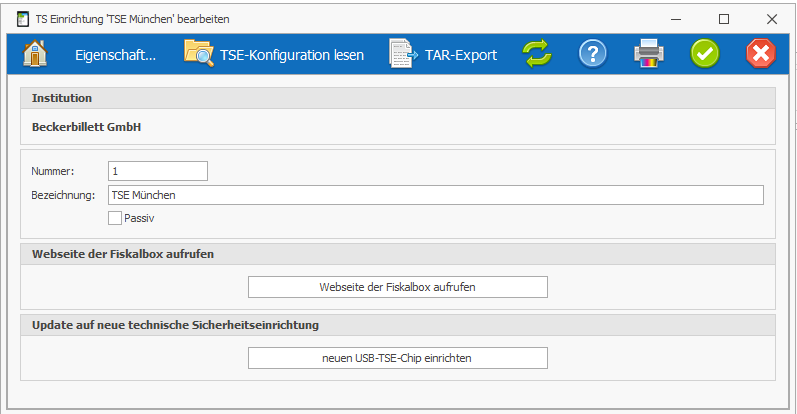 TS Einrichtung 'TSE München' bearbeiten
Eigenschaft... TSE-Konfiguration lesen TAR-Export
Institution
Beckerbillett GmbH
Nummer: 1
Bezeichnung: TSE München
Passiv
Webseite der Fiskalbox aufrufen
Webseite der Fiskalbox aufrufen
Update auf neue technische Sicherheitseinrichtung
neuen USB-TSE-Chip einrichten